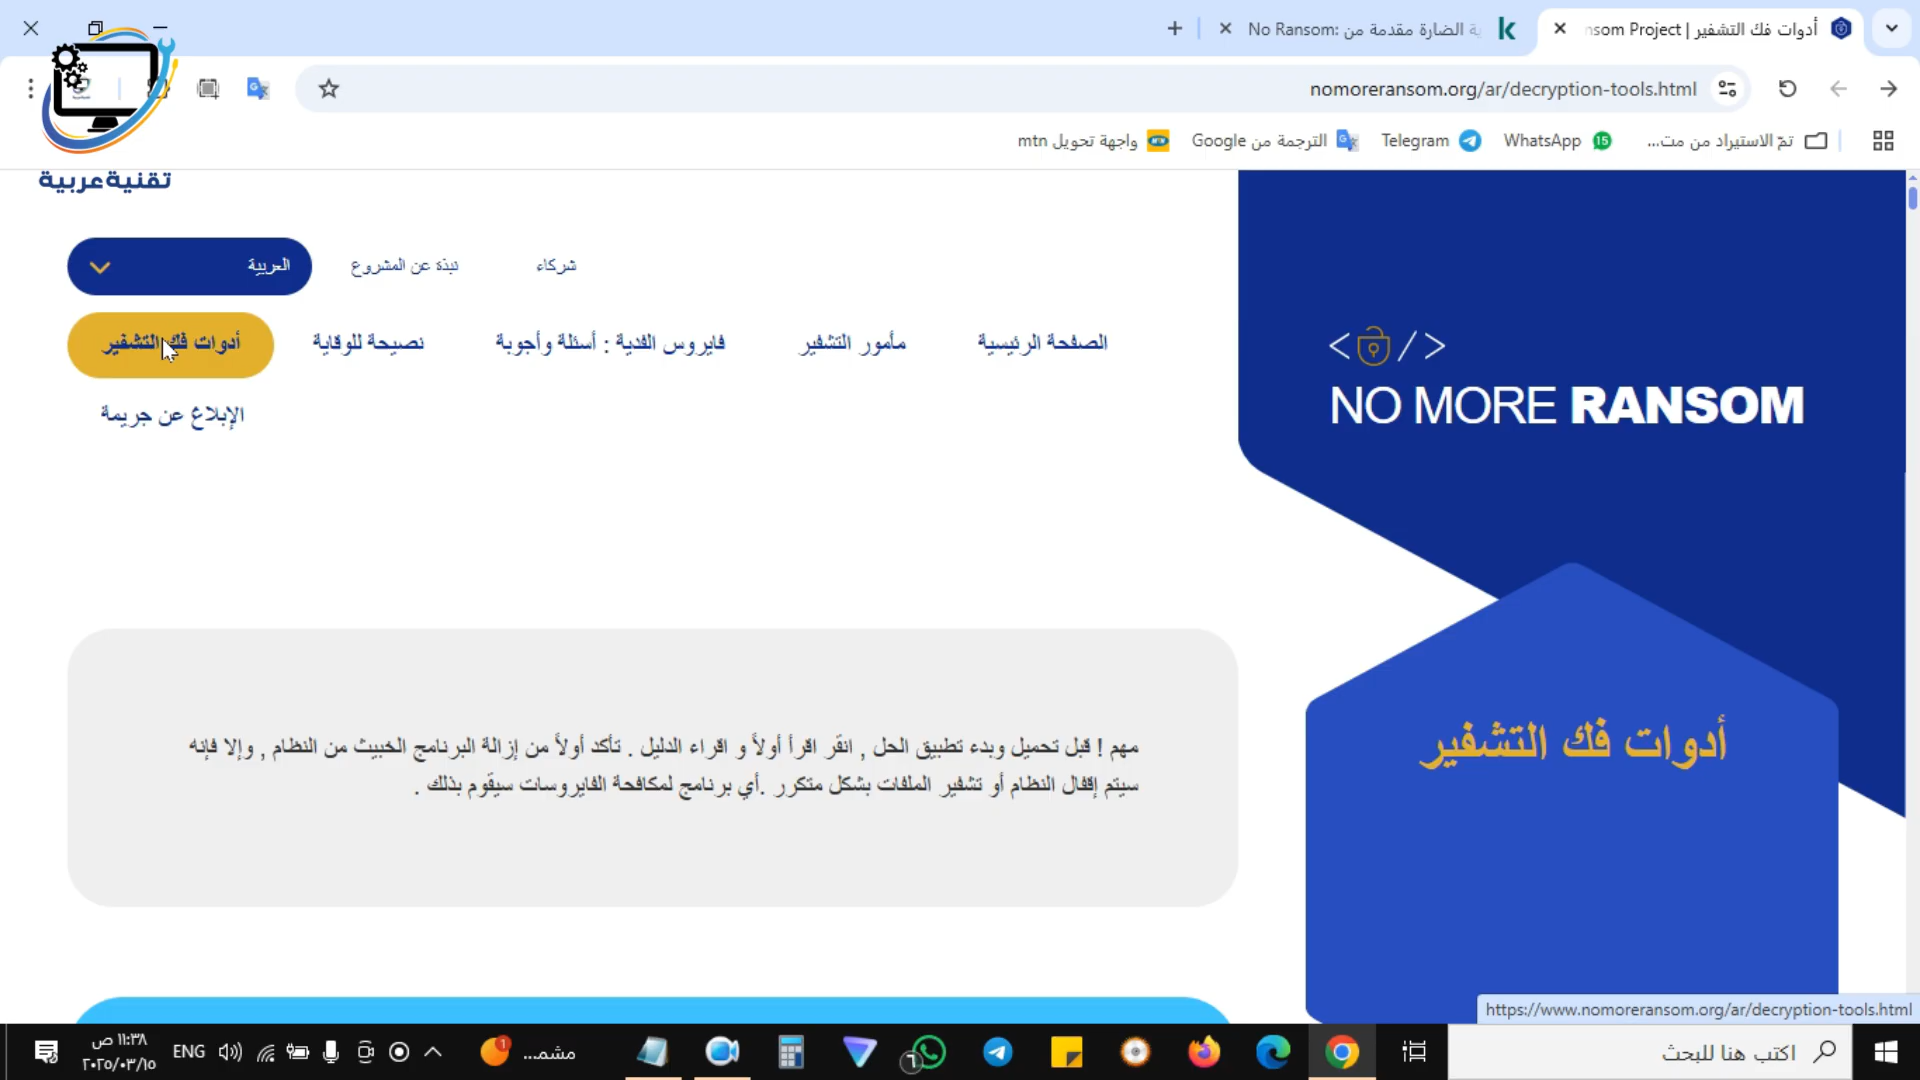 أدوات فك التشفير | nsom Project
No Ransom: ية الضارة مقدمة من
nomoreransom.org/ar/decryption-tools.html
تمّ الاستيراد من مت...
WhatsApp
Telegram
الترجمة من Google
واجهة تحويل mtn
تقنية عربية
شركاء
نبذة عن المشروع
العربية
الصفحة الرئيسية
مأمور التشفير
فايروس الفدية : أسئلة وأجوبة
نصيحة للوقاية
أدوات فك التشفير
الإبلاغ عن جريمة
NO MORE RANSOM
أدوات فك التشفير
مهم ! قبل تحميل وبدء تطبيق الحل , انقر اقرأ أولاً و اقراء الدليل . تأكد أولاً من إزالة البرنامج الخبيث من النظام , وإلا فإنه
سيتم إقفال النظام أو تشفير الملفات بشكل متكرر .أي برنامج لمكافحة الفايروسات سيقوم بذلك .
https://www.nomoreransom.org/ar/decryption-tools.html
اكتب هنا للبحث
مشمـ...
ENG
١١:٣٨ ص
٢٠٢٥/٠٣/١٥